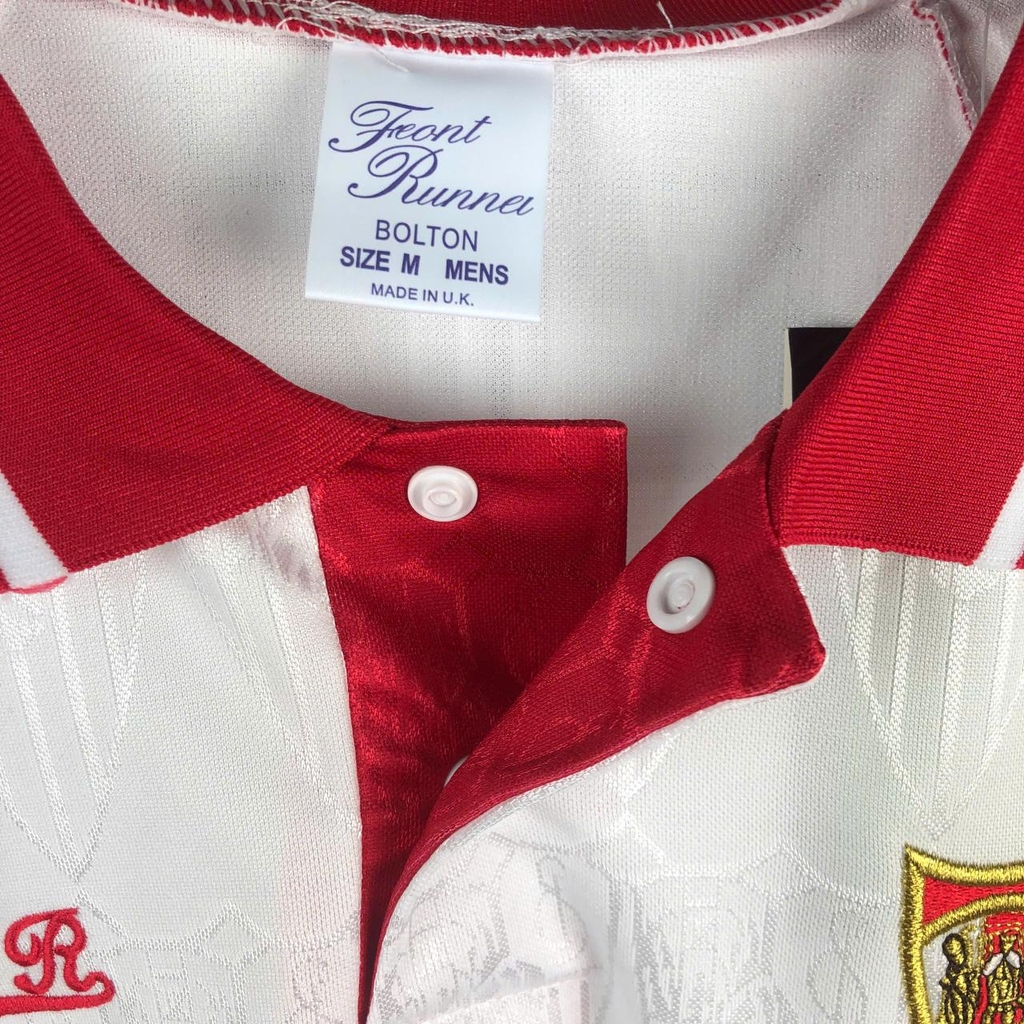 Front
Runner
BOLTON
SIZE M MENS
MADE IN U.K.
R